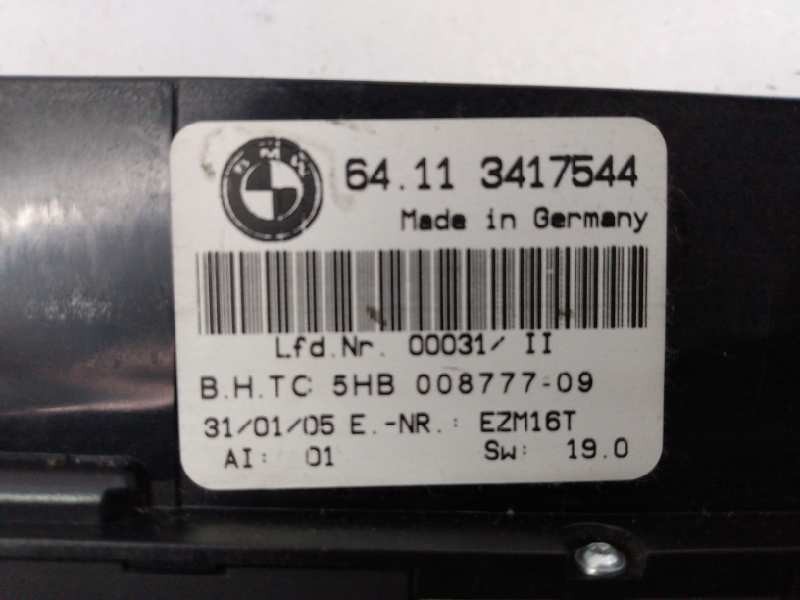 BMW
64.11 3417544
Made in Germany
Lfd.Nr. 00031/ II
B.H.TC 5HB 008777-09
31/01/05 E.-NR.: EZM16T
AI: 01 Sw: 19.0